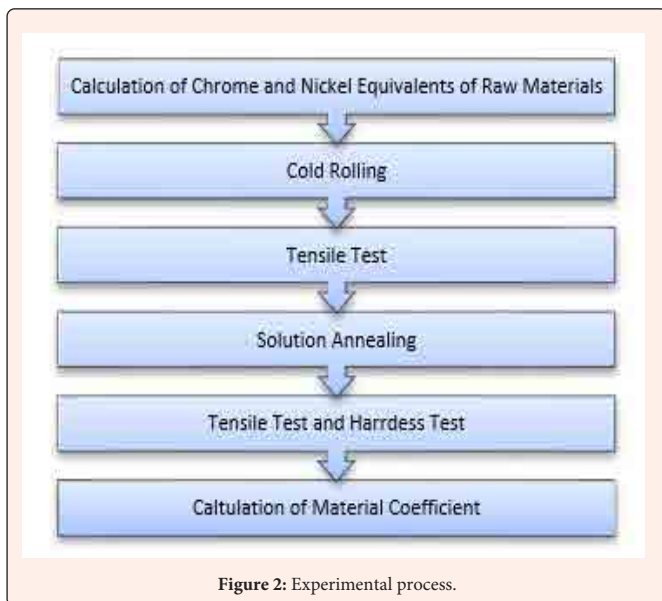 Calculation of Chrome and Nickel Equivalents of Raw Materials
Cold Rolling
Tensile Test
Solution Annealing
Tensile Test and Harrdess Test
Caltulation of Material Coefficient
Figure 2: Experimental process.